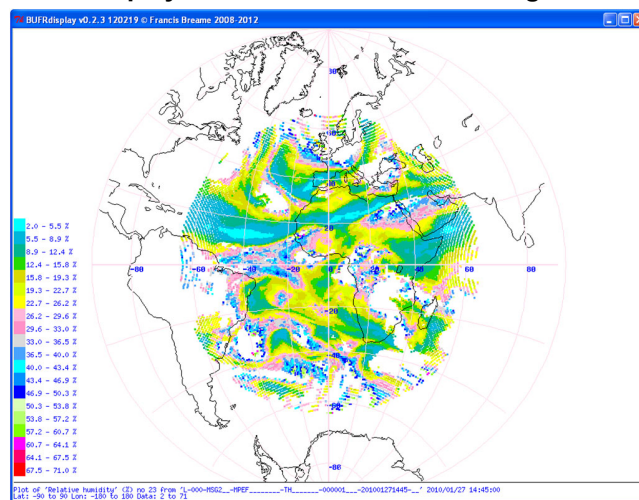 BUFRdisplay v0.2.3 120219 © Francis Breame 2008-2012
80
20
-80
-60
-40
-20
0
20
40
60
80
-20
-40
-80
2.0 - 5.5 %
5.5 - 8.9 %
8.9 - 12.4 %
12.4 - 15.8 %
15.8 - 19.3 %
19.3 - 22.7 %
22.7 - 26.2 %
26.2 - 29.6 %
29.6 - 33.0 %
33.0 - 36.5 %
36.5 - 40.0 %
40.0 - 43.4 %
43.4 - 46.9 %
46.9 - 50.3 %
50.3 - 53.8 %
53.8 - 57.2 %
57.2 - 60.7 %
60.7 - 64.1 %
64.1 - 67.5 %
67.5 - 71.0 %
Plot of 'Relative humidity' (%) no 23 from 'L-000-MSG2__-MPEF________-TH_______-000001___-201001271445-__' 2010/01/27 14:45:00
Lat: -90 to 90 Lon: -180 to 180 Data: 2 to 71